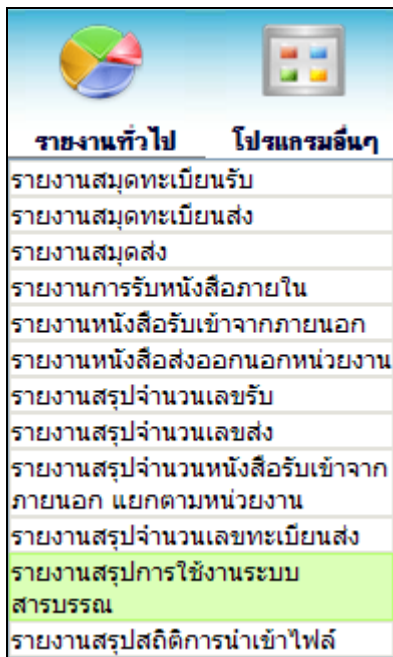 รายงานทั่วไป โปรแกรมอื่นๆ
รายงานสมุดทะเบียนรับ
รายงานสมุดทะเบียนส่ง
รายงานสมุดส่ง
รายงานการรับหนังสือภายใน
รายงานหนังสือรับเข้าจากภายนอก
รายงานหนังสือส่งออกนอกหน่วยงาน
รายงานสรุปจำนวนเลขรับ
รายงานสรุปจำนวนเลขส่ง
รายงานสรุปจำนวนหนังสือรับเข้าจาก
ภายนอก แยกตามหน่วยงาน
รายงานสรุปจำนวนเลขทะเบียนส่ง
รายงานสรุปการใช้งานระบบ
สารบรรณ
รายงานสรุปสถิติการนำเข้าไฟล์